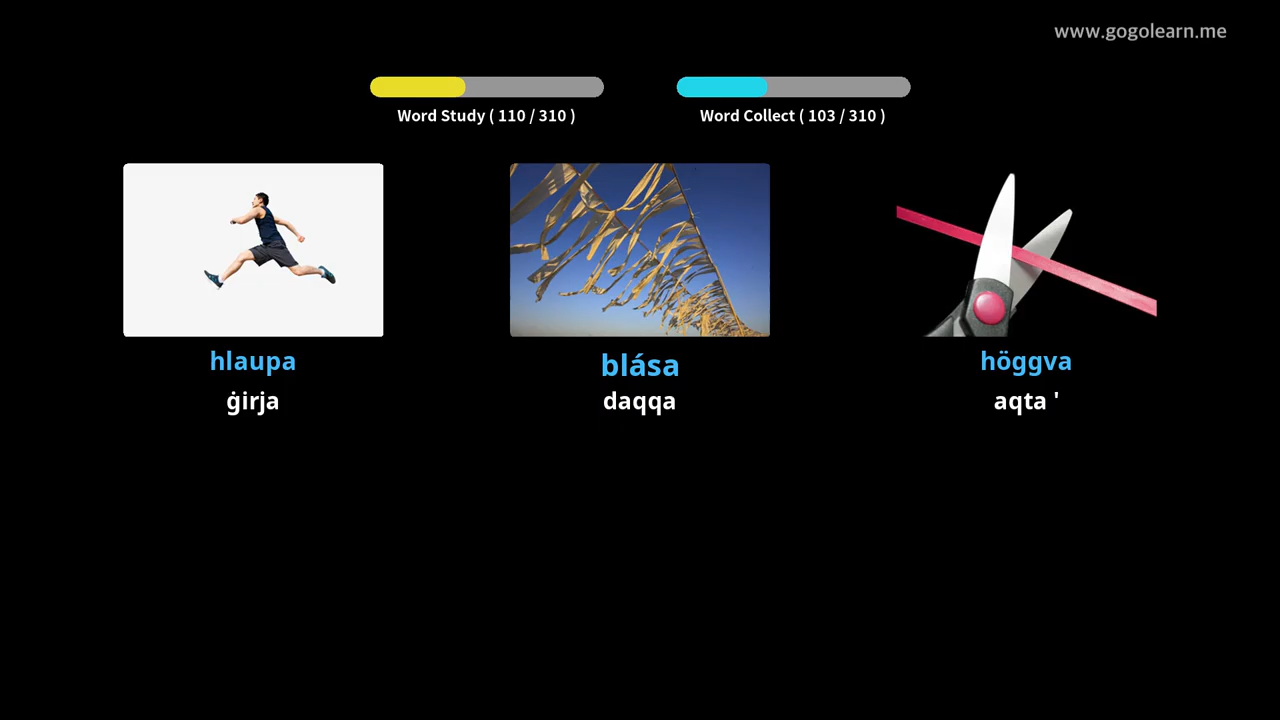 www.gogolearn.me
Word Study ( 110 / 310 )
Word Collect ( 103 / 310 )
hlaupa
blása
höggva
ġirja
daqqa
aqta '